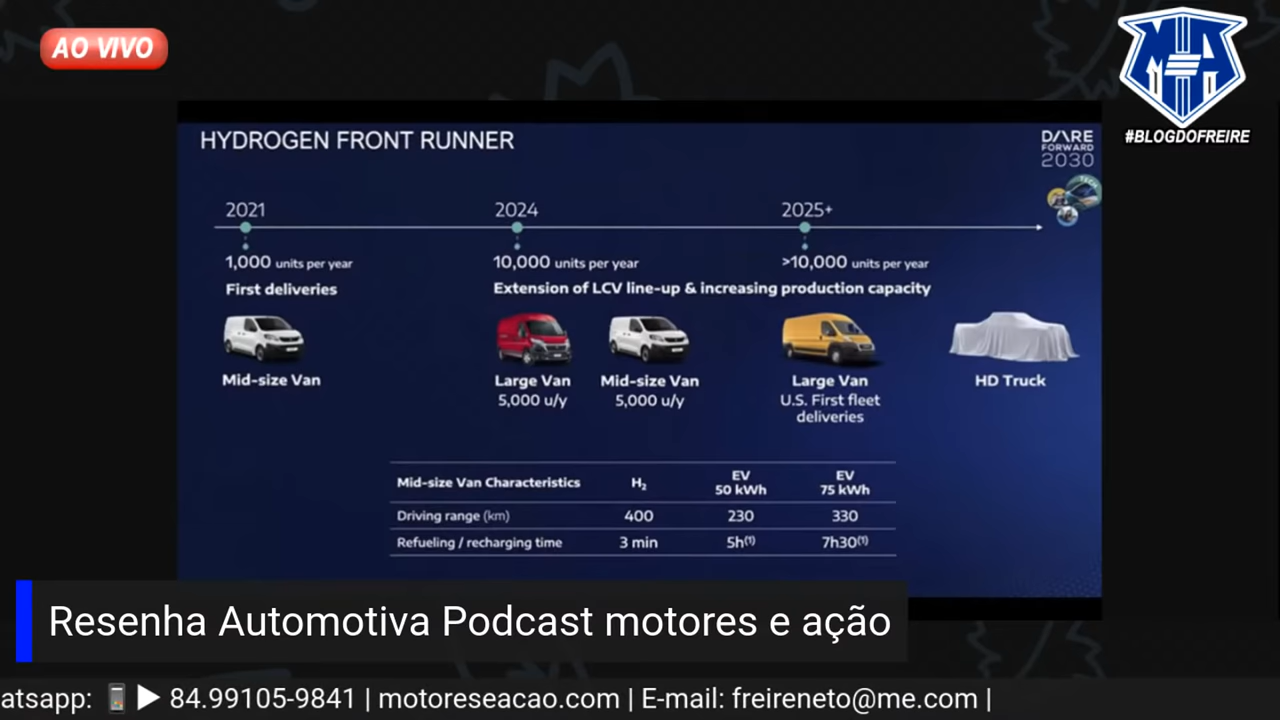 AO VIVO
MA
#BLOGDOFREIRE
HYDROGEN FRONT RUNNER
DARE
FORWARD
2030
TECH
2021
2024
2025+
1,000 units per year
10,000 units per year
>10,000 units per year
First deliveries
Extension of LCV line-up & increasing production capacity
Mid-size Van
Large Van
5,000 u/y
Mid-size Van
5,000 u/y
Large Van
U.S. First fleet
deliveries
HD Truck
Mid-size Van Characteristics H2 EV 50 kWh EV 75 kWh
Driving range (km) 400 230 330
Refueling / recharging time 3 min 5h(1) 7h30(1)
Resenha Automotiva Podcast motores e ação
atsapp: 84.99105-9841 | motoreseacao.com | E-mail: freireneto@me.com |